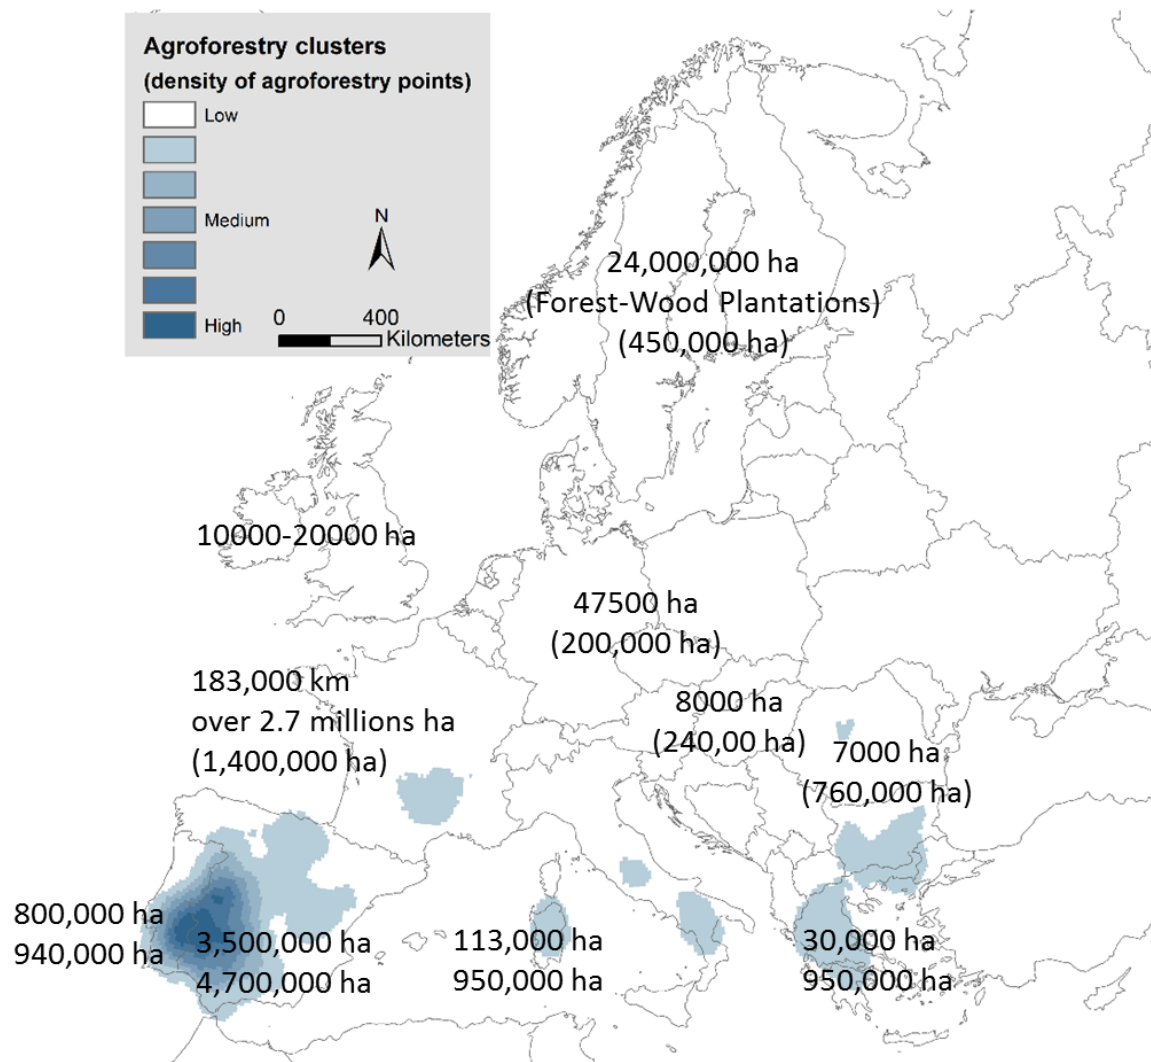 Agroforestry clusters
(density of agroforestry points)
Low
Medium
High
N
0 400
Kilometers
24,000,000 ha
(Forest-Wood Plantations)
(450,000 ha)
10000-20000 ha
47500 ha
(200,000 ha)
183,000 km
over 2.7 millions ha
(1,400,000 ha)
8000 ha
(240,00 ha)
7000 ha
(760,000 ha)
800,000 ha
940,000 ha
3,500,000 ha
4,700,000 ha
113,000 ha
950,000 ha
30,000 ha
950,000 ha